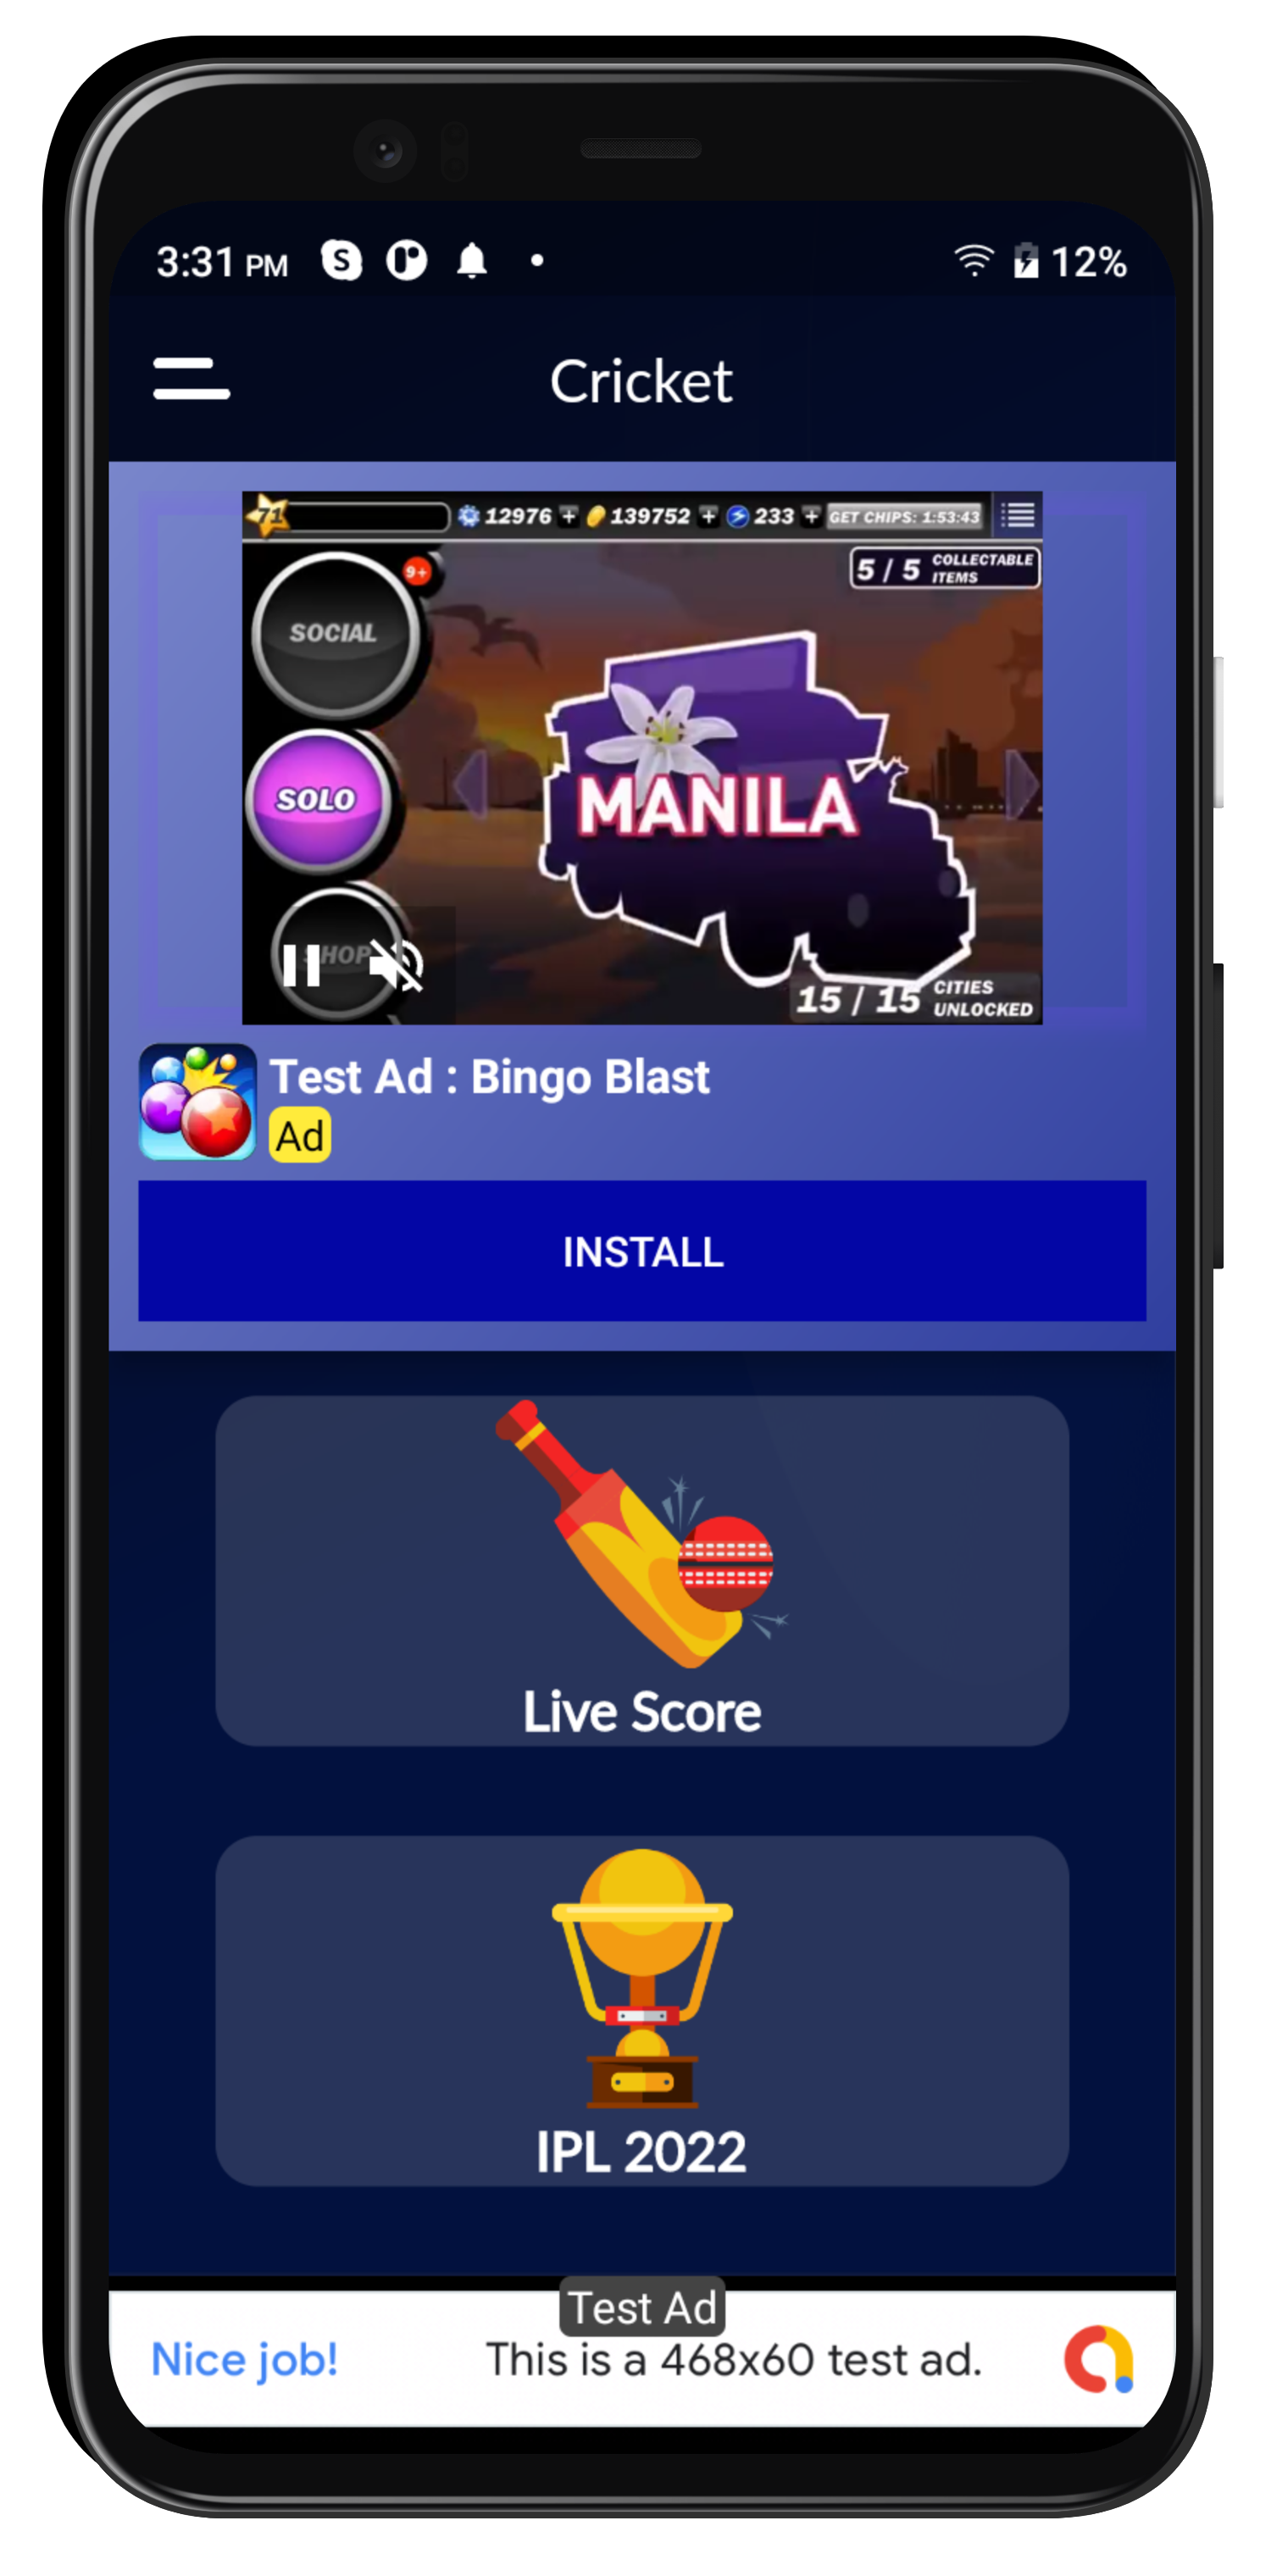 3:31 PM
12%
Cricket
71
12976
139752
233
GET CHIPS: 1:53:43
5 / 5 COLLECTABLE
ITEMS
9+
SOCIAL
SOLO
MANILA
HOP
15 / 15 CITIES
UNLOCKED
Test Ad : Bingo Blast
Ad
INSTALL
Live Score
IPL 2022
Test Ad
Nice job!
This is a 468x60 test ad.